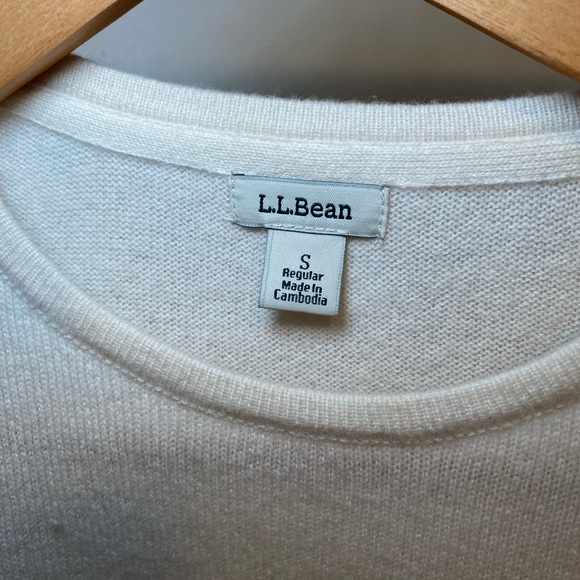 L.L.Bean
S
Regular
Made In
Cambodia